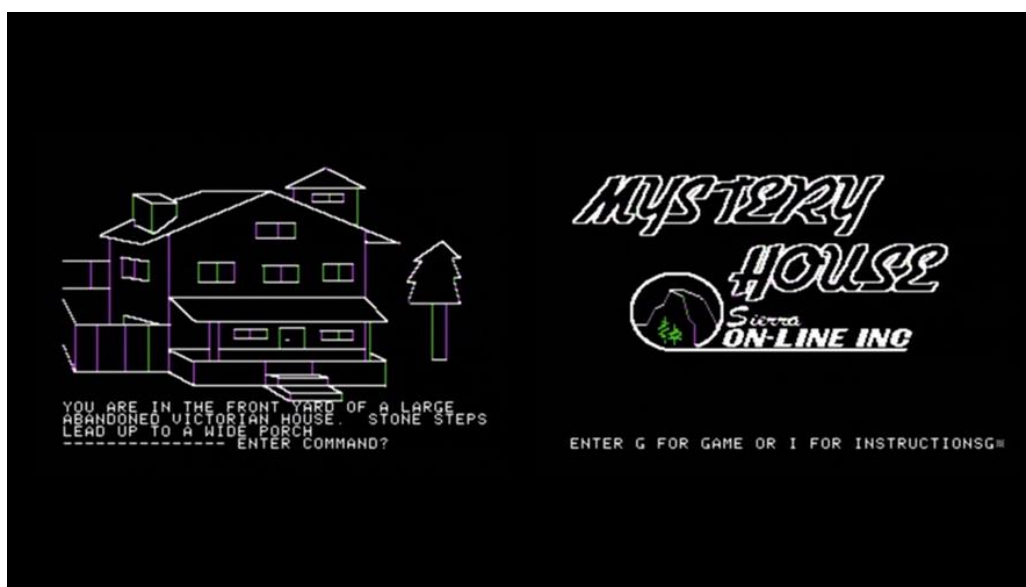 YOU ARE IN THE FRONT YARD OF A LARGE
ABANDONED VICTORIAN HOUSE.  STONE STEPS
LEAD UP TO A WIDE PORCH
--------------- ENTER COMMAND?
MYSTERY
HOUSE
Sierra
ON-LINE INC
ENTER G FOR GAME OR I FOR INSTRUCTIONSG